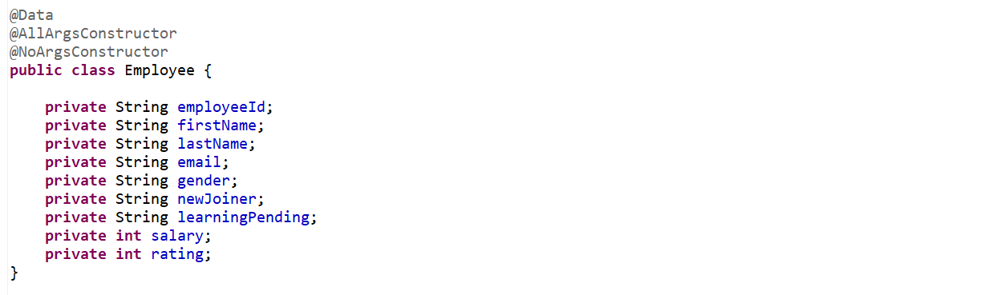 @Data
@AllArgsConstructor
@NoArgsConstructor
public class Employee {
private String employeeId;
private String firstName;
private String lastName;
private String email;
private String gender;
private String newJoiner;
private String learningPending;
private int salary;
private int rating;
}